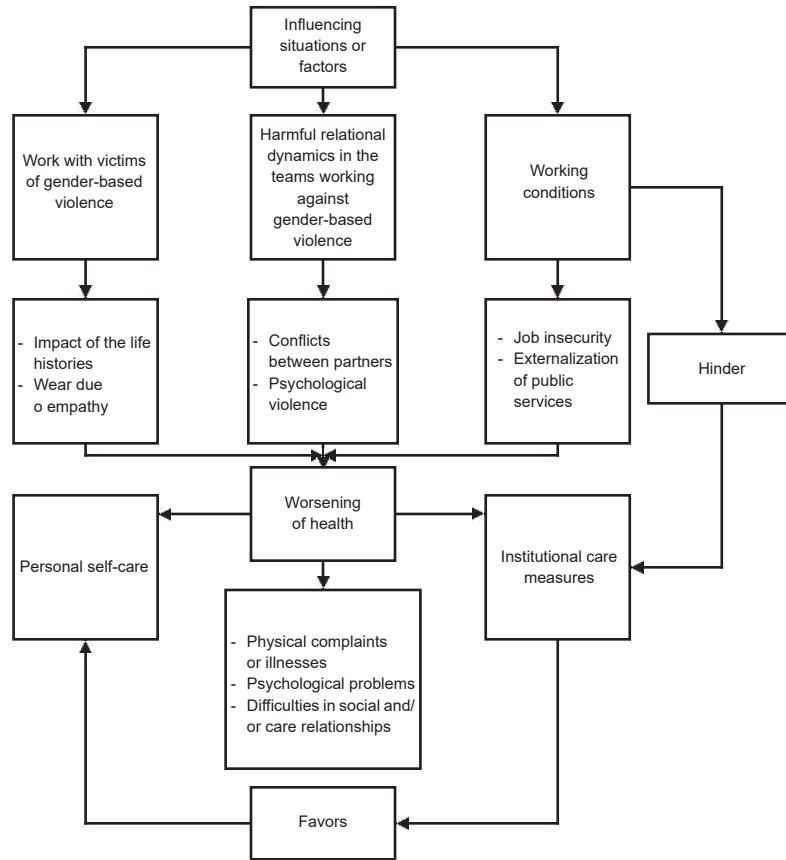 Influencing
situations or
factors
Work with victims
of gender-based
violence
Harmful relational
dynamics in the
teams working
against
gender-based
violence
Working
conditions
- Impact of the life
histories
- Wear due
o empathy
- Conflicts
between partners
- Psychological
violence
- Job insecurity
- Externalization
of public
services
Hinder
Worsening
of health
Personal self-care
Institutional care
measures
- Physical complaints
or illnesses
- Psychological problems
- Difficulties in social and/
or care relationships
Favors